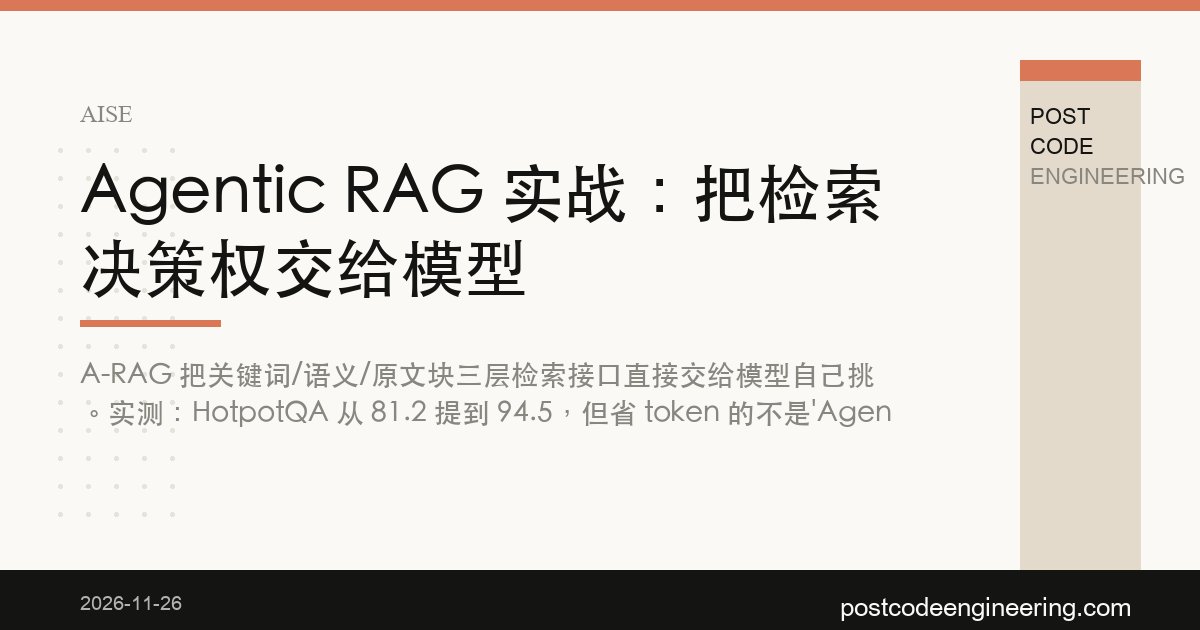 AISE
Agentic RAG 实战：把检索
决策权交给模型
A-RAG 把关键词/语义/原文块三层检索接口直接交给模型自己挑
。实测：HotpotQA 从 81.2 提到 94.5，但省 token 的不是'Agen
POST
CODE
ENGINEERING
2026-11-26
postcodeengineering.com